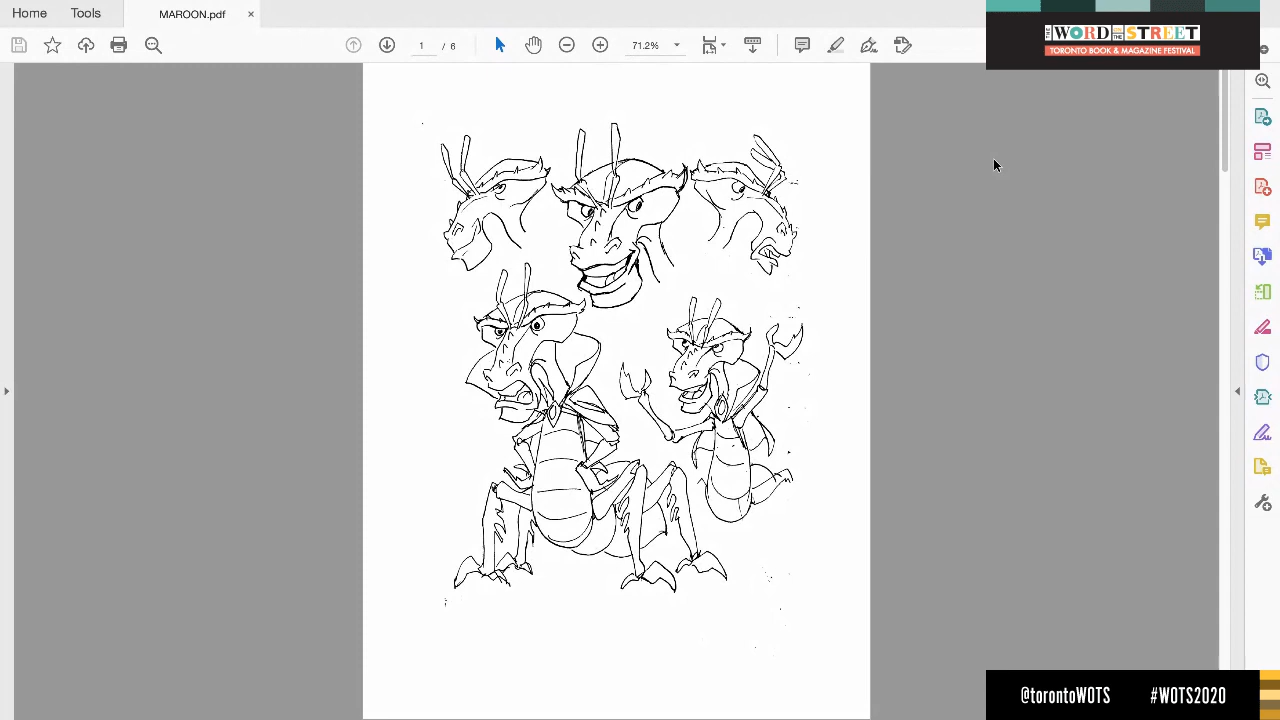 Home Tools MAROON.pdf ×
1 / 6 71.2%
THE WORD ON THE STREET
TORONTO BOOK & MAGAZINE FESTIVAL
@torontoWOTS #WOTS2020